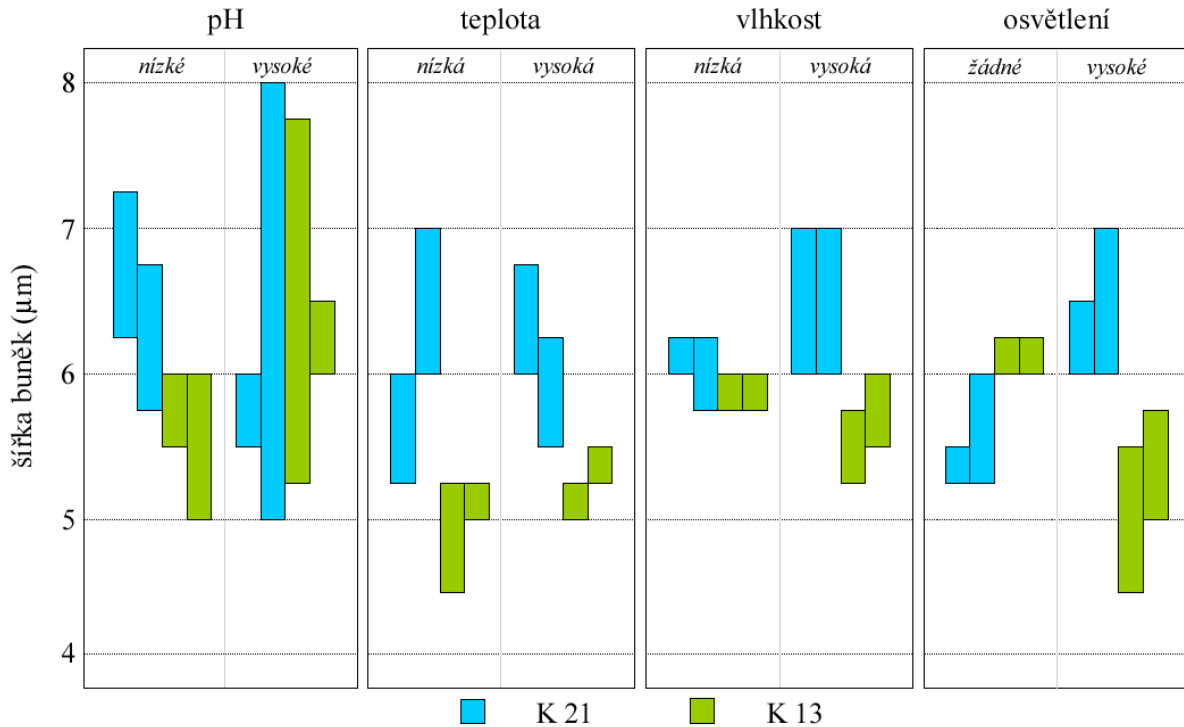 pH teplota vlhkost osvětlení
nízké vysoké nízká vysoká nízká vysoká žádné vysoké
8
7
6
5
4
šířka buněk (µm)
K 21 K 13